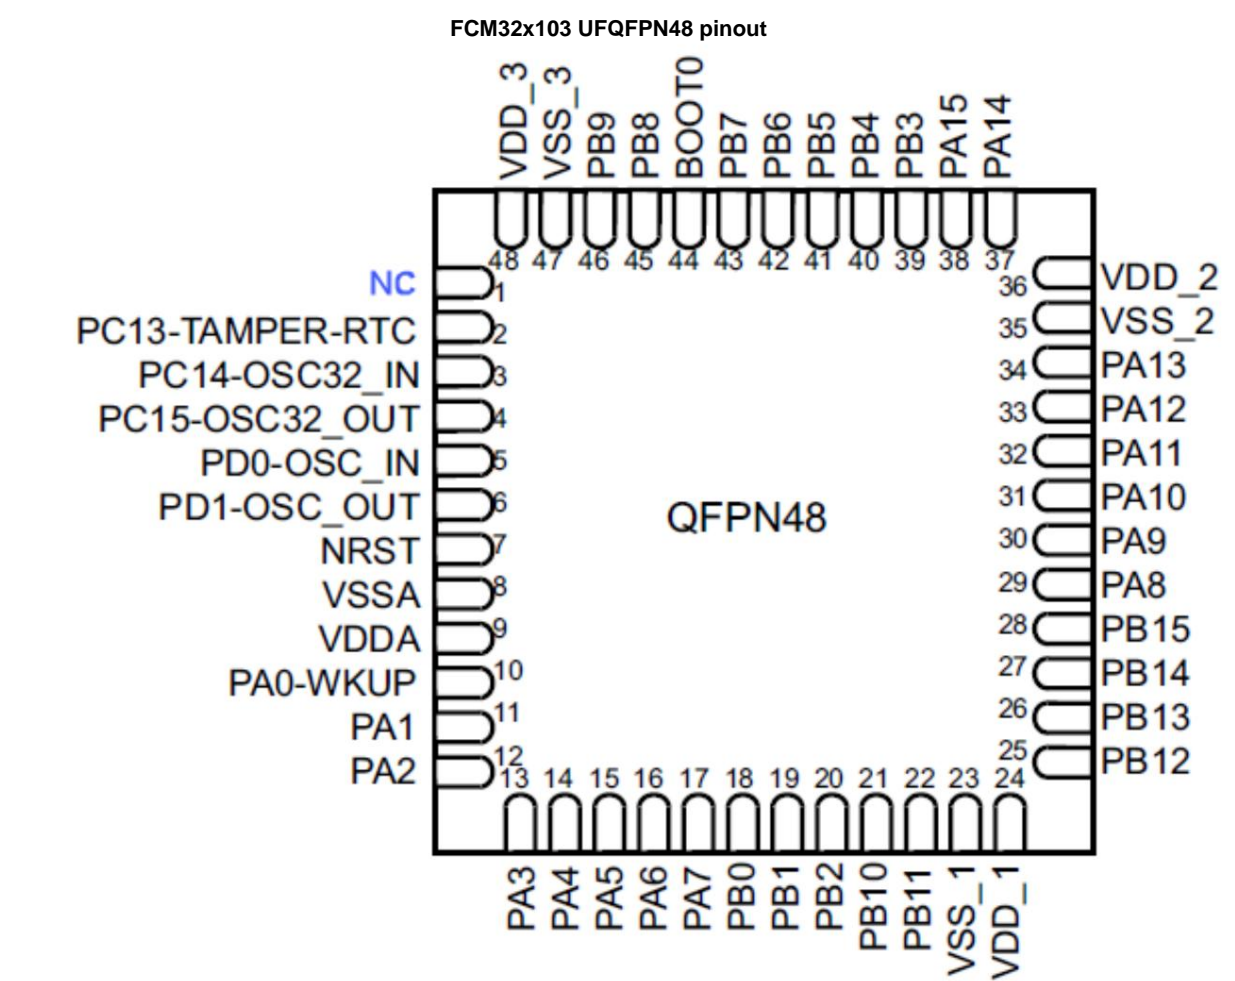 FCM32x103 UFQFPN48 pinout
VDD_3
VSS_3
PB9
PB8
BOOT0
PB7
PB6
PB5
PB4
PB3
PA15
PA14
48 47 46 45 44 43 42 41 40 39 38 37
NC 1
PC13-TAMPER-RTC 2
PC14-OSC32_IN 3
PC15-OSC32_OUT 4
PD0-OSC_IN 5
PD1-OSC_OUT 6
NRST 7
VSSA 8
VDDA 9
PA0-WKUP 10
PA1 11
PA2 12
QFPN48
36 VDD_2
35 VSS_2
34 PA13
33 PA12
32 PA11
31 PA10
30 PA9
29 PA8
28 PB15
27 PB14
26 PB13
25 PB12
13 14 15 16 17 18 19 20 21 22 23 24
PA3
PA4
PA5
PA6
PA7
PB0
PB1
PB2
PB10
PB11
VSS_1
VDD_1